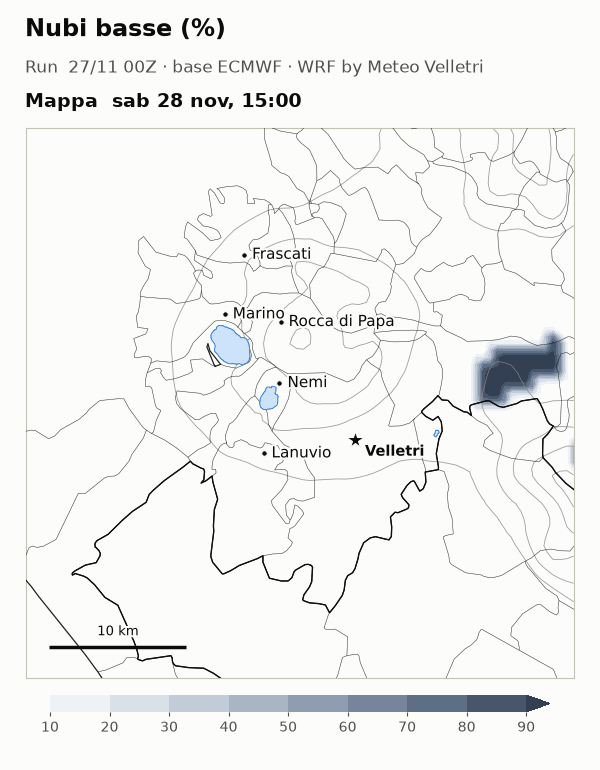 Nubi basse (%)
Run  27/11 00Z · base ECMWF · WRF by Meteo Velletri
Mappa  sab 28 nov, 15:00
Frascati
Marino
Rocca di Papa
Nemi
Velletri
Lanuvio
10 km
10 20 30 40 50 60 70 80 90